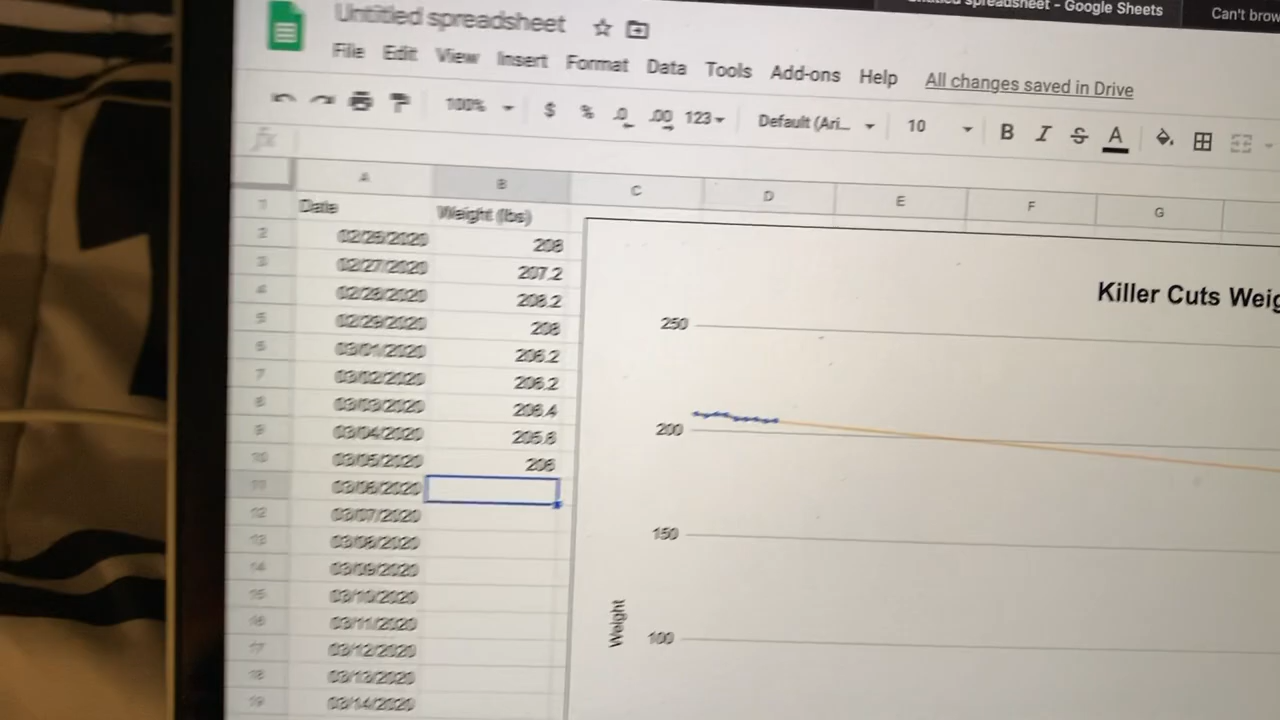 Untitled spreadsheet
spreadsheet - Google Sheets
Can't
File Edit View Insert Format Data Tools Add-ons Help All changes saved in Drive
100% $ % .0 .00 123 Default (Ari... 10 B I S A
fx
A B C D E F G
1 Date Weight (lbs)
2 208
3 02/27/2020 207.2
4 02/28/2020 208.2
5 02/29/2020 208
6 03/01/2020 206.2
7 03/02/2020 206.2
8 03/03/2020 206.4
9 03/04/2020 205.8
10 03/05/2020 206
11 03/06/2020
12 03/07/2020
13 03/08/2020
14 03/09/2020
15 03/10/2020
16 03/11/2020
17 03/12/2020
18 03/13/2020
19 03/14/2020
Killer Cuts
250
200
150
100
Weight